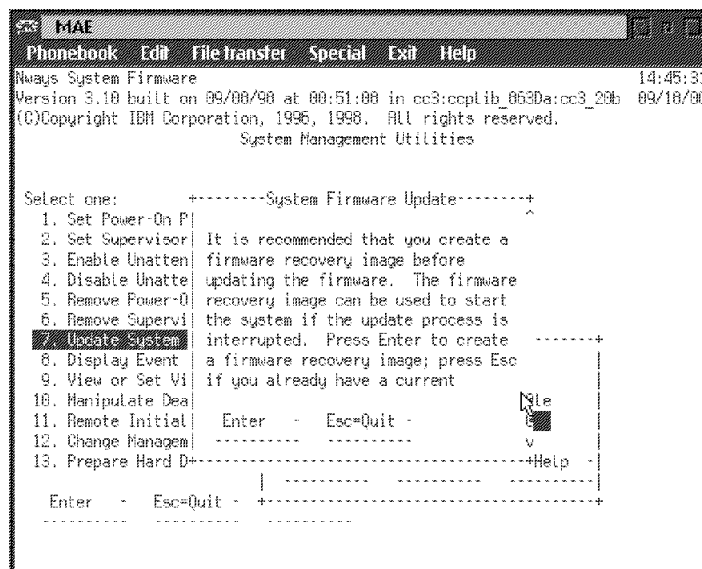 MAE
Phonebook Edit File transfer Special Exit Help
Nways System Firmware 14:45:3
Version 3.10 built on 09/08/98 at 00:51:08 in cc3:ccplib_863Da:cc3_20b 09/18/00
(C)Copyright IBM Corporation, 1996, 1998. All rights reserved.
System Management Utilities
Select one: +--------System Firmware Update--------+
1. Set Power-On P| ^
2. Set Supervisor| It is recommended that you create a
3. Enable Unatten| firmware recovery image before
4. Disable Unatte| updating the firmware. The firmware
5. Remove Power-O| recovery image can be used to start
6. Remove Supervi| the system if the update process is
7. Update System | interrupted. Press Enter to create -------+
8. Display Event | a firmware recovery image; press Esc |
9. View or Set Vi| if you already have a current |
10. Manipulate Dea| le |
11. Remote Initial| Enter - Esc=Quit - |
12. Change Managem| ---------- ---------- v |
13. Prepare Hard D+--------------------------------------+Help -|
| ---------- ---------- ----------|
Enter - Esc=Quit - +--------------------------------------+
---------- ---------- ----------